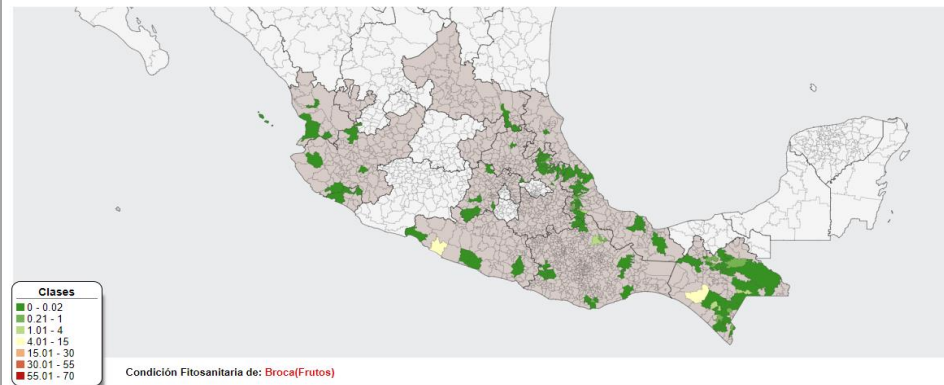 Clases
0 - 0.02
0.21 - 1
1.01 - 4
4.01 - 15
15.01 - 30
30.01 - 55
55.01 - 70
Condición Fitosanitaria de: Broca(Frutos)